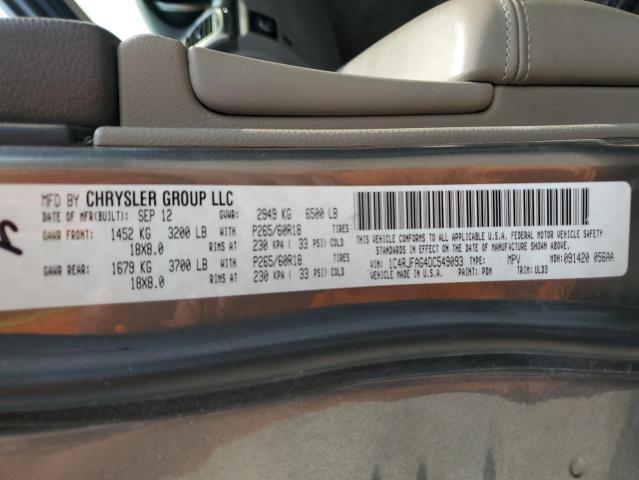 MFD BY CHRYSLER GROUP LLC
DATE OF MFR(BUILT): SEP 12 GVWR: 2949 KG 6500 LB
GAWR FRONT: 1452 KG 3200 LB WITH P265/60R18 TIRES
18X8.0 RIMS AT 230 KPA ( 33 PSI) COLD
GAWR REAR: 1679 KG 3700 LB WITH P265/60R18 TIRES
18X8.0 RIMS AT 230 KPA ( 33 PSI) COLD
THIS VEHICLE CONFORMS TO ALL APPLICABLE U.S.A. FEDERAL MOTOR VEHICLE SAFETY
STANDARDS IN EFFECT ON THE DATE OF MANUFACTURE SHOWN ABOVE.
VIN: 1C4RJFAG4DC549093 TYPE: MPV MDH: 091420 056AA
PAINT: PDM TRIM: ULD3